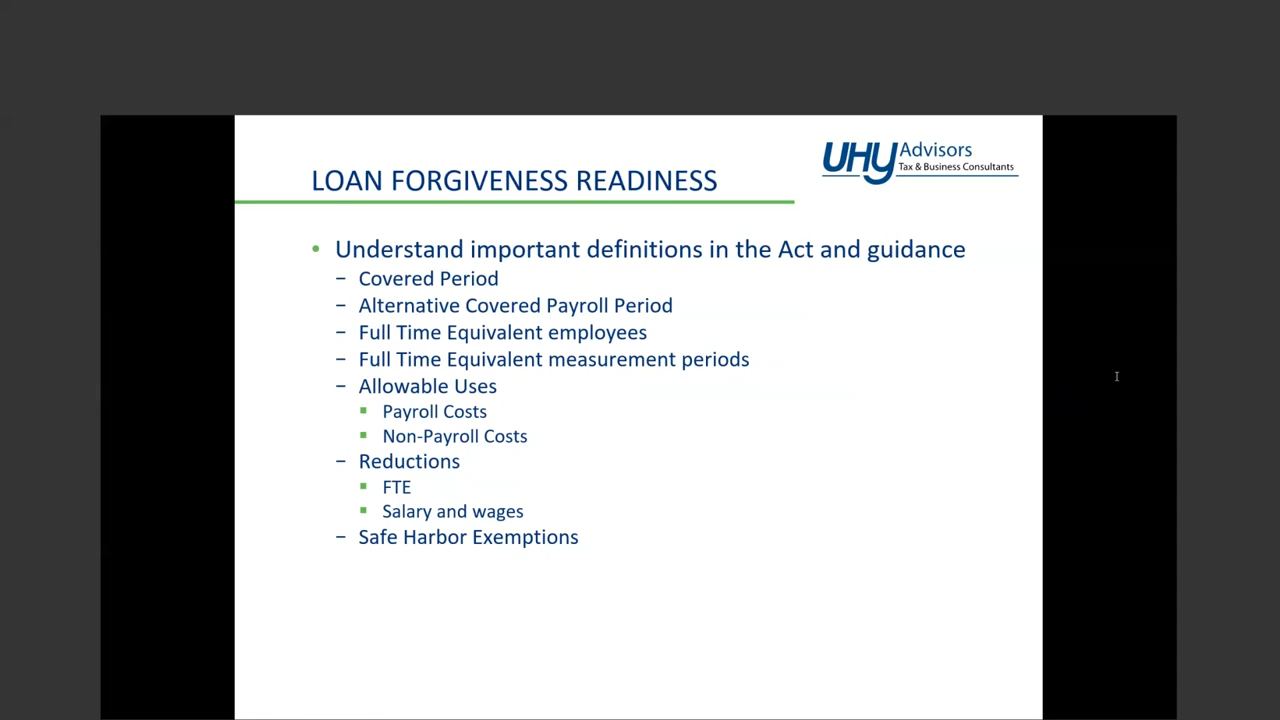 UHY Advisors
Tax & Business Consultants
LOAN FORGIVENESS READINESS
• Understand important definitions in the Act and guidance
− Covered Period
− Alternative Covered Payroll Period
− Full Time Equivalent employees
− Full Time Equivalent measurement periods
− Allowable Uses
▪ Payroll Costs
▪ Non-Payroll Costs
− Reductions
▪ FTE
▪ Salary and wages
− Safe Harbor Exemptions